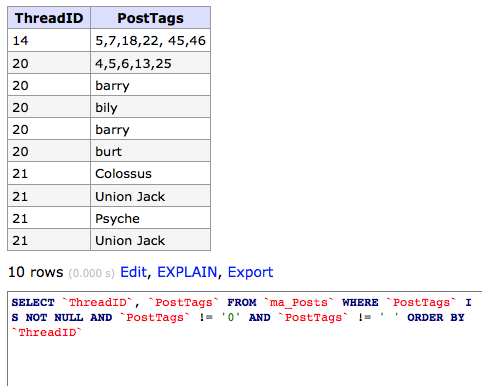 ThreadID PostTags
14 5,7,18,22, 45,46
20 4,5,6,13,25
20 barry
20 bily
20 barry
20 burt
21 Colossus
21 Union Jack
21 Psyche
21 Union Jack
10 rows (0.000 s) Edit, EXPLAIN, Export
SELECT `ThreadID`, `PostTags` FROM `ma_Posts` WHERE `PostTags` I
S NOT NULL AND `PostTags` != '0' AND `PostTags` != ' ' ORDER BY
`ThreadID`